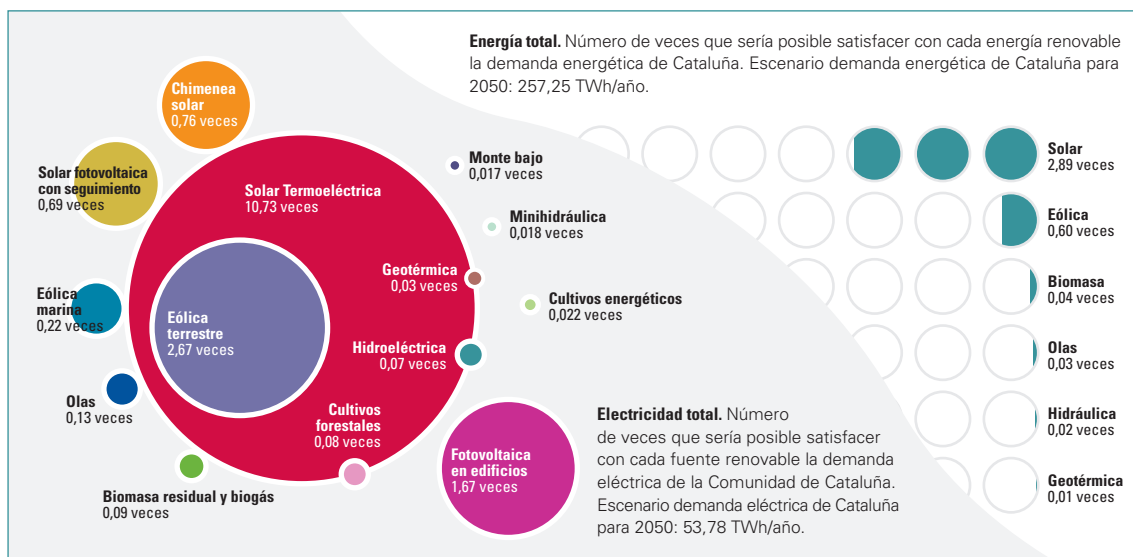 Energía total. Número de veces que sería posible satisfacer con cada energía renovable
la demanda energética de Cataluña. Escenario demanda energética de Cataluña para
2050: 257,25 TWh/año.
Chimenea
solar
0,76 veces
Solar fotovoltaica
con seguimiento
0,69 veces
Solar Termoeléctrica
10,73 veces
Monte bajo
0,017 veces
Minihidráulica
0,018 veces
Geotérmica
0,03 veces
Cultivos energéticos
0,022 veces
Eólica
marina
0,22 veces
Eólica
terrestre
2,67 veces
Hidroeléctrica
0,07 veces
Olas
0,13 veces
Cultivos
forestales
0,08 veces
Biomasa residual y biogás
0,09 veces
Fotovoltaica
en edificios
1,67 veces
Electricidad total. Número
de veces que sería posible satisfacer
con cada fuente renovable la demanda
eléctrica de la Comunidad de Cataluña.
Escenario demanda eléctrica de Cataluña
para 2050: 53,78 TWh/año.
Solar
2,89 veces
Eólica
0,60 veces
Biomasa
0,04 veces
Olas
0,03 veces
Hidráulica
0,02 veces
Geotérmica
0,01 veces